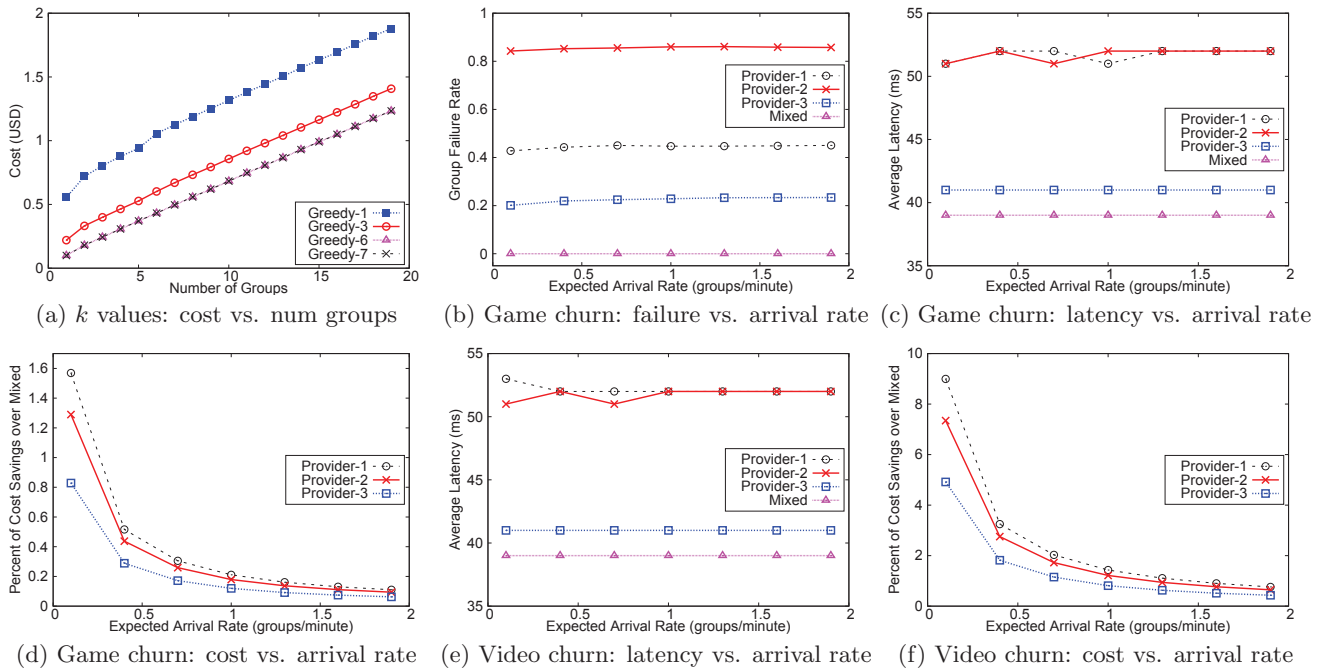 2
1.5
1
0.5
0
Cost (USD)
0 5 10 15 20
Number of Groups
Greedy-1
Greedy-3
Greedy-6
Greedy-7
(a) k values: cost vs. num groups
1
0.8
0.6
0.4
0.2
0
Group Failure Rate
0 0.5 1 1.5 2
Expected Arrival Rate (groups/minute)
Provider-1
Provider-2
Provider-3
Mixed
(b) Game churn: failure vs. arrival rate
55
50
45
40
35
Average Latency (ms)
0 0.5 1 1.5 2
Expected Arrival Rate (groups/minute)
Provider-1
Provider-2
Provider-3
Mixed
(c) Game churn: latency vs. arrival rate
1.6
1.4
1.2
1
0.8
0.6
0.4
0.2
0
Percent of Cost Savings over Mixed
0 0.5 1 1.5 2
Expected Arrival Rate (groups/minute)
Provider-1
Provider-2
Provider-3
(d) Game churn: cost vs. arrival rate
55
50
45
40
35
Average Latency (ms)
0 0.5 1 1.5 2
Expected Arrival Rate (groups/minute)
Provider-1
Provider-2
Provider-3
Mixed
(e) Video churn: latency vs. arrival rate
10
8
6
4
2
0
Percent of Cost Savings over Mixed
0 0.5 1 1.5 2
Expected Arrival Rate (groups/minute)
Provider-1
Provider-2
Provider-3
(f) Video churn: cost vs. arrival rate